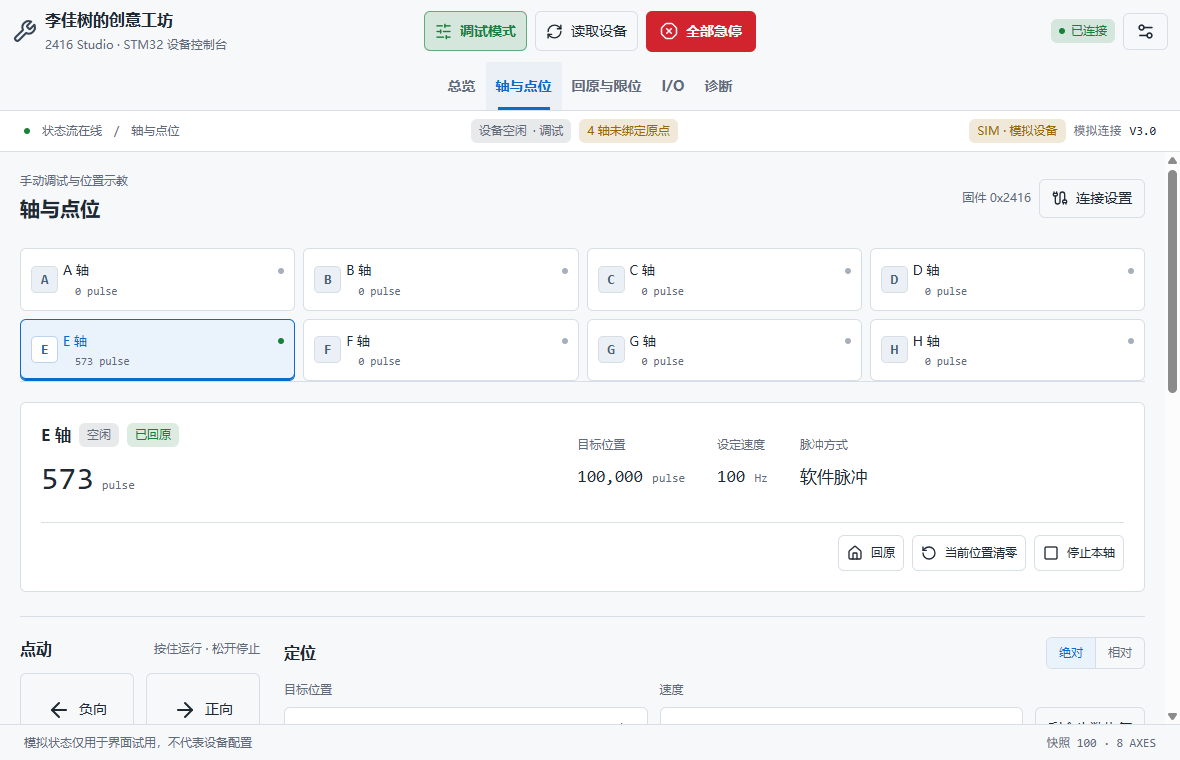 李佳树的创意工坊
2416 Studio · STM32 设备控制台
调试模式
读取设备
全部急停
已连接
总览
轴与点位
回原与限位
I/O
诊断
状态流在线 / 轴与点位
设备空闲 · 调试
4 轴未绑定原点
SIM · 模拟设备
模拟连接 V3.0
手动调试与位置示教
轴与点位
固件 0x2416
连接设置
A
A 轴
0 pulse
B
B 轴
0 pulse
C
C 轴
0 pulse
D
D 轴
0 pulse
E
E 轴
573 pulse
F
F 轴
0 pulse
G
G 轴
0 pulse
H
H 轴
0 pulse
E 轴
空闲
已回原
573 pulse
目标位置
100,000 pulse
设定速度
100 Hz
脉冲方式
软件脉冲
回原
当前位置清零
停止本轴
点动
按住运行 · 松开停止
负向
正向
定位
绝对
相对
目标位置
速度
模拟状态仅用于界面试用，不代表设备配置
快照 100 · 8 AXES